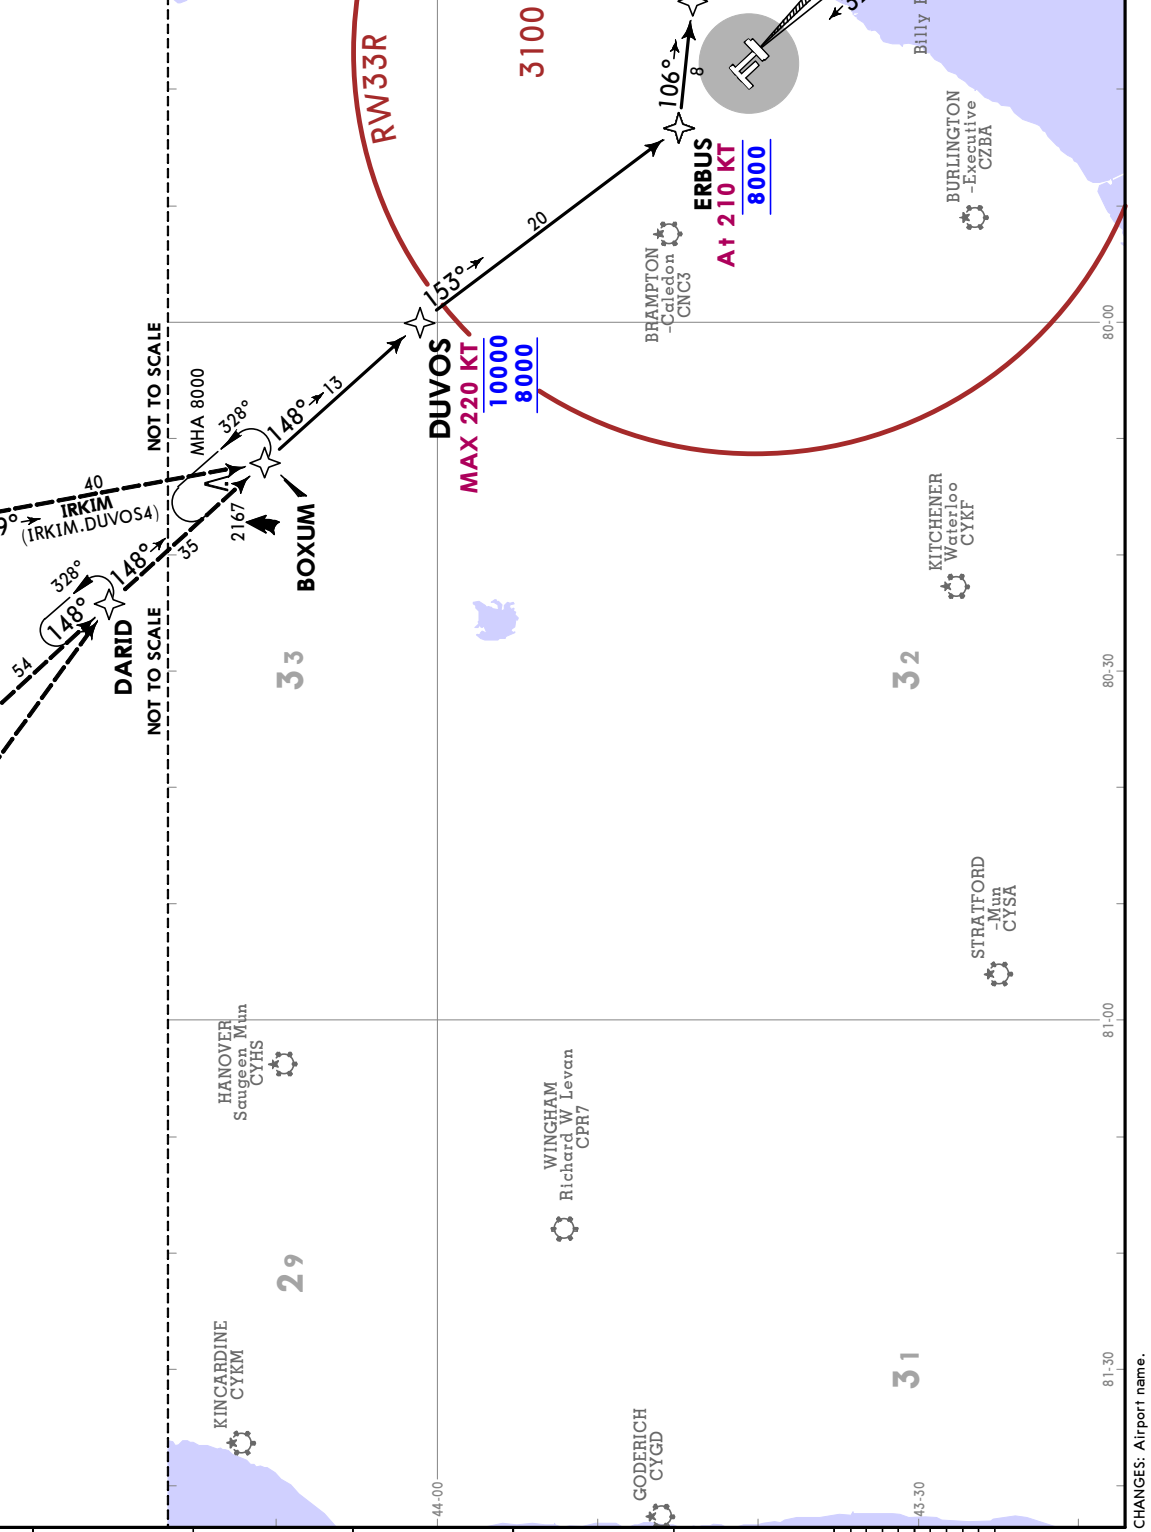 RW33R
3100
106°
8
ERBUS
At 210 KT
8000
20
153°
DUVOS
MAX 220 KT
10000
8000
BURLINGTON
-Executive
CZBA
BRAMPTON
-Caledon
CNC3
80-00
NOT TO SCALE
MHA 8000
328°
148°
13
40
IRKIM
(IRKIM.DUVOS4)
2167
BOXUM
328°
148°
148°
35
54
DARID
NOT TO SCALE
KITCHENER
Waterloo
CYKF
33
32
80-30
STRATFORD
-Mun
CYSA
81-00
HANOVER
Saugeen Mun
CYHS
WINGHAM
Richard W Levan
CPR7
29
31
81-30
KINCARDINE
CYKM
GODERICH
CYGD
44-00
43-30
CHANGES: Airport name.